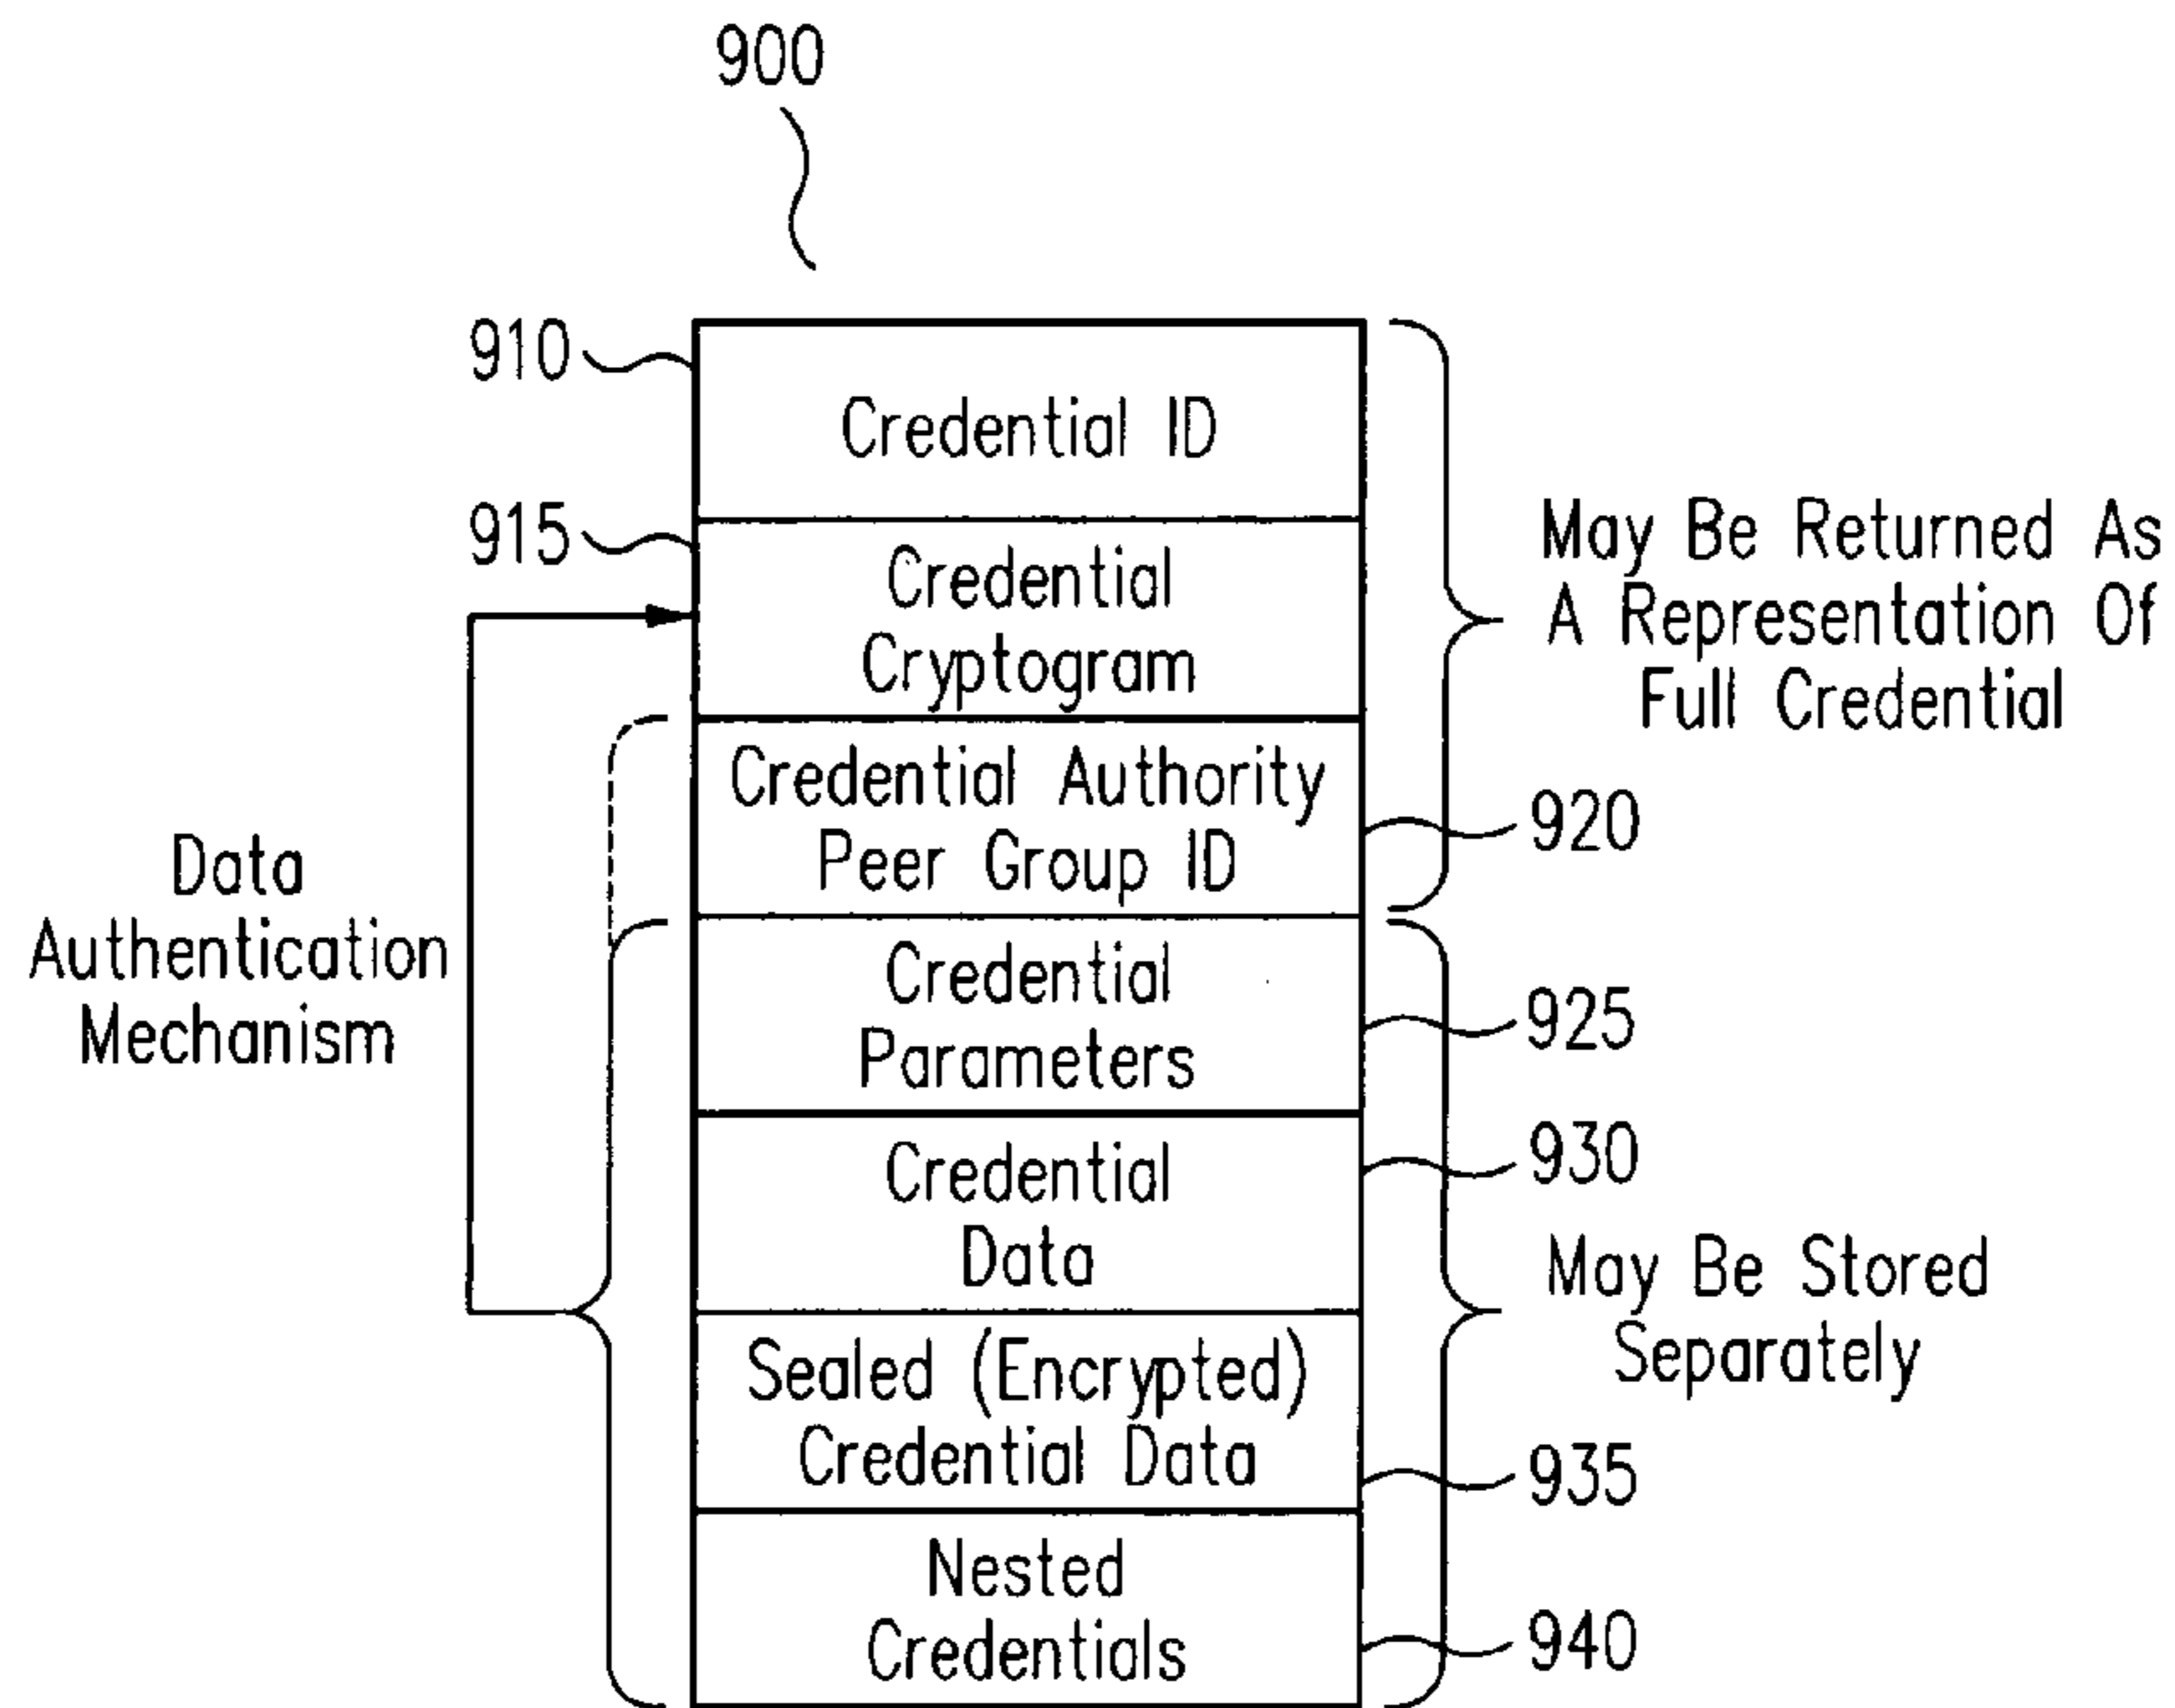 900
910
Credential ID
915
Credential
Cryptogram
May Be Returned As
A Representation Of
Full Credential
Credential Authority
Peer Group ID
920
Data
Authentication
Mechanism
Credential
Parameters
925
Credential
Data
930
May Be Stored
Separately
Sealed (Encrypted)
Credential Data
935
Nested
Credentials
940